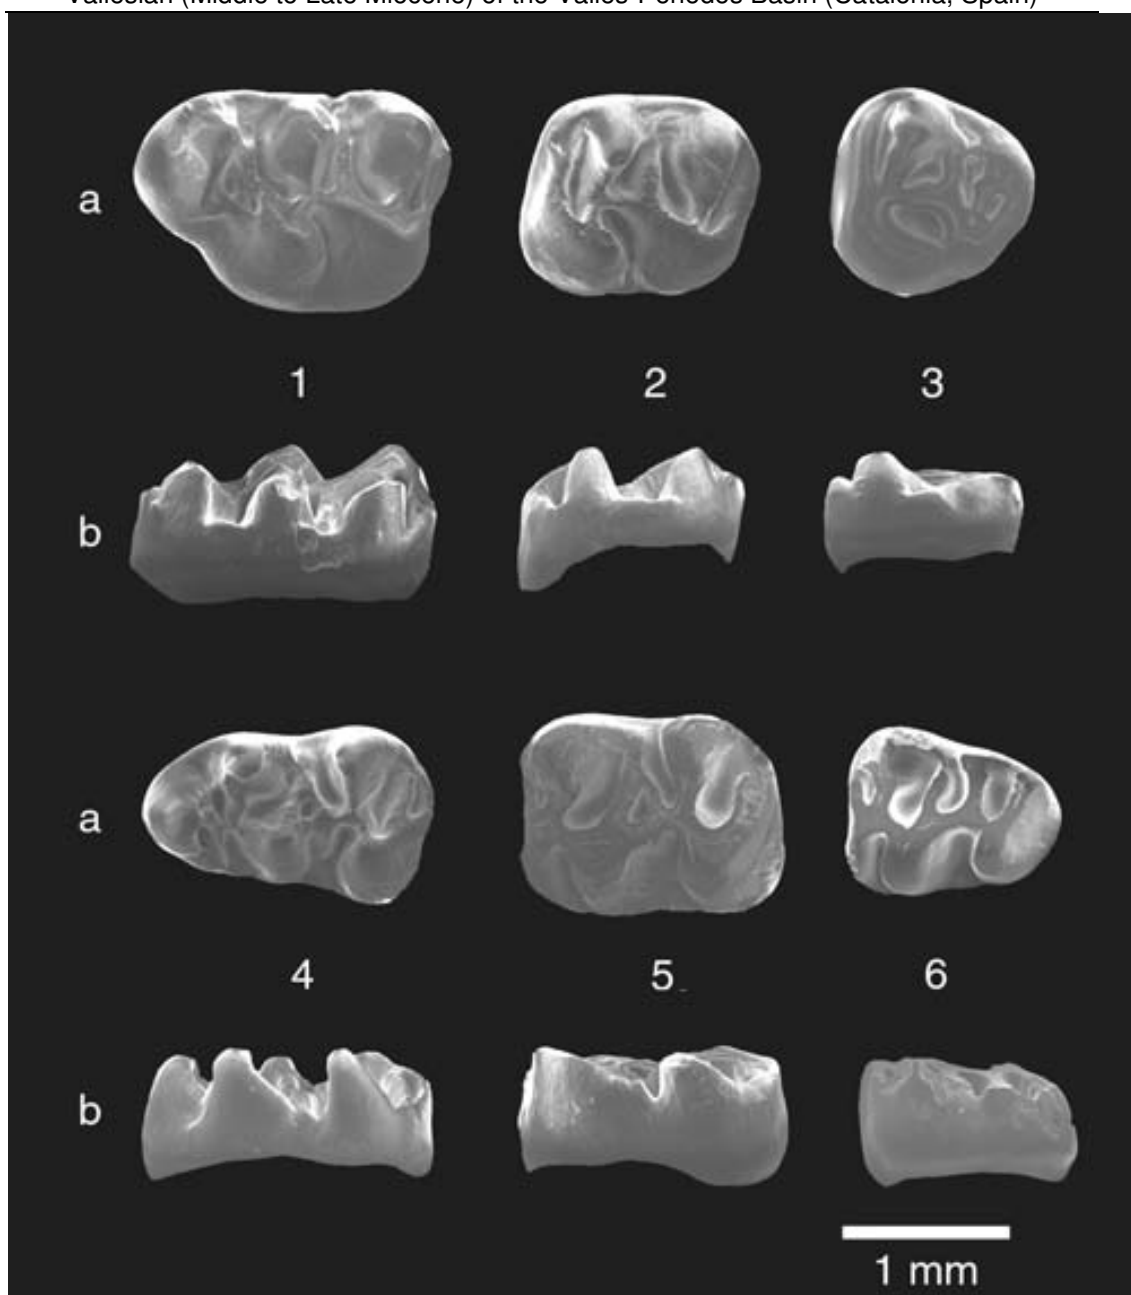 Vallesian (Middle to Late Miocene) of the Vallès-Penedès Basin (Catalonia, Spain)
a
1 2 3
b
a
4 5 6
b
1 mm